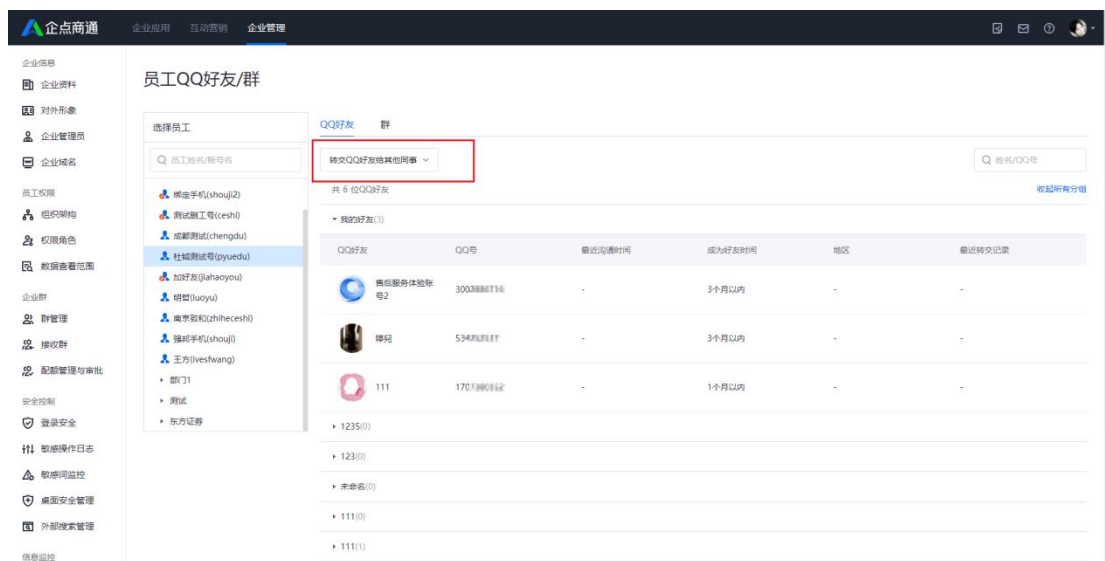 企点商通
企业应用 互动营销 企业管理
企业信息
企业资料
对外形象
企业管理员
企业域名
员工权限
组织架构
权限角色
数据查看范围
企业群
群管理
接收群
配额管理与审批
安全控制
登录安全
敏感操作日志
敏感词监控
桌面安全管理
外部搜索管理
信息监控
员工QQ好友/群
选择员工
员工姓名/账号名
绑定手机(shouji2)
测试删工号(ceshi)
成都测试(chengdu)
杜铖测试号(pyuedu)
加好友(jiahaoyou)
明哲(luoyu)
南京致和(zhiheceshi)
强邦手机(shouji)
王方(ivesfwang)
部门1
测试
东方证券
QQ好友 群
转交QQ好友给其他同事
姓名/QQ号
共 6 位QQ好友 收起所有分组
我的好友(3)
QQ好友 QQ号 最近沟通时间 成为好友时间 地区 最近转交记录
售后服务体验账
号2 300 - 3个月以内 - -
婷兒 534 - 3个月以内 - -
111 170 - 1个月以内 - -
1235(0)
123(0)
未命名(0)
111(0)
111(1)